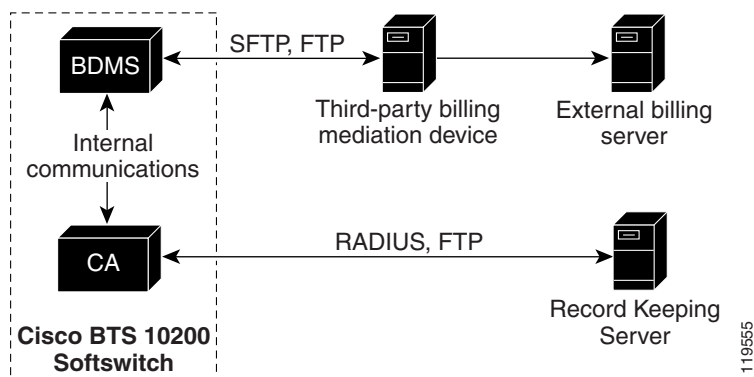 BDMS
SFTP, FTP
Third-party billing
mediation device
External billing
server
Internal
communications
CA
RADIUS, FTP
Record Keeping
Server
Cisco BTS 10200
Softswitch
119555